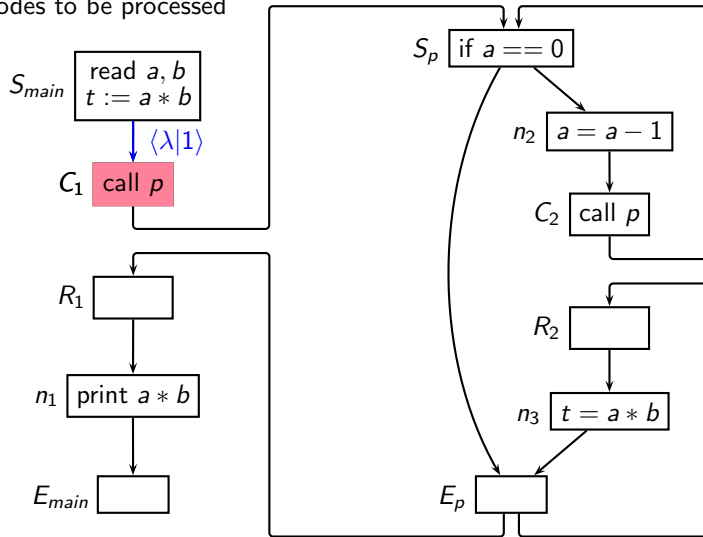 odes to be processed
S_main
read a, b
t := a ∗ b
⟨λ|1⟩
C_1 call p
R_1
n_1 print a ∗ b
E_main
S_p if a == 0
n_2 a = a − 1
C_2 call p
R_2
n_3 t = a ∗ b
E_p